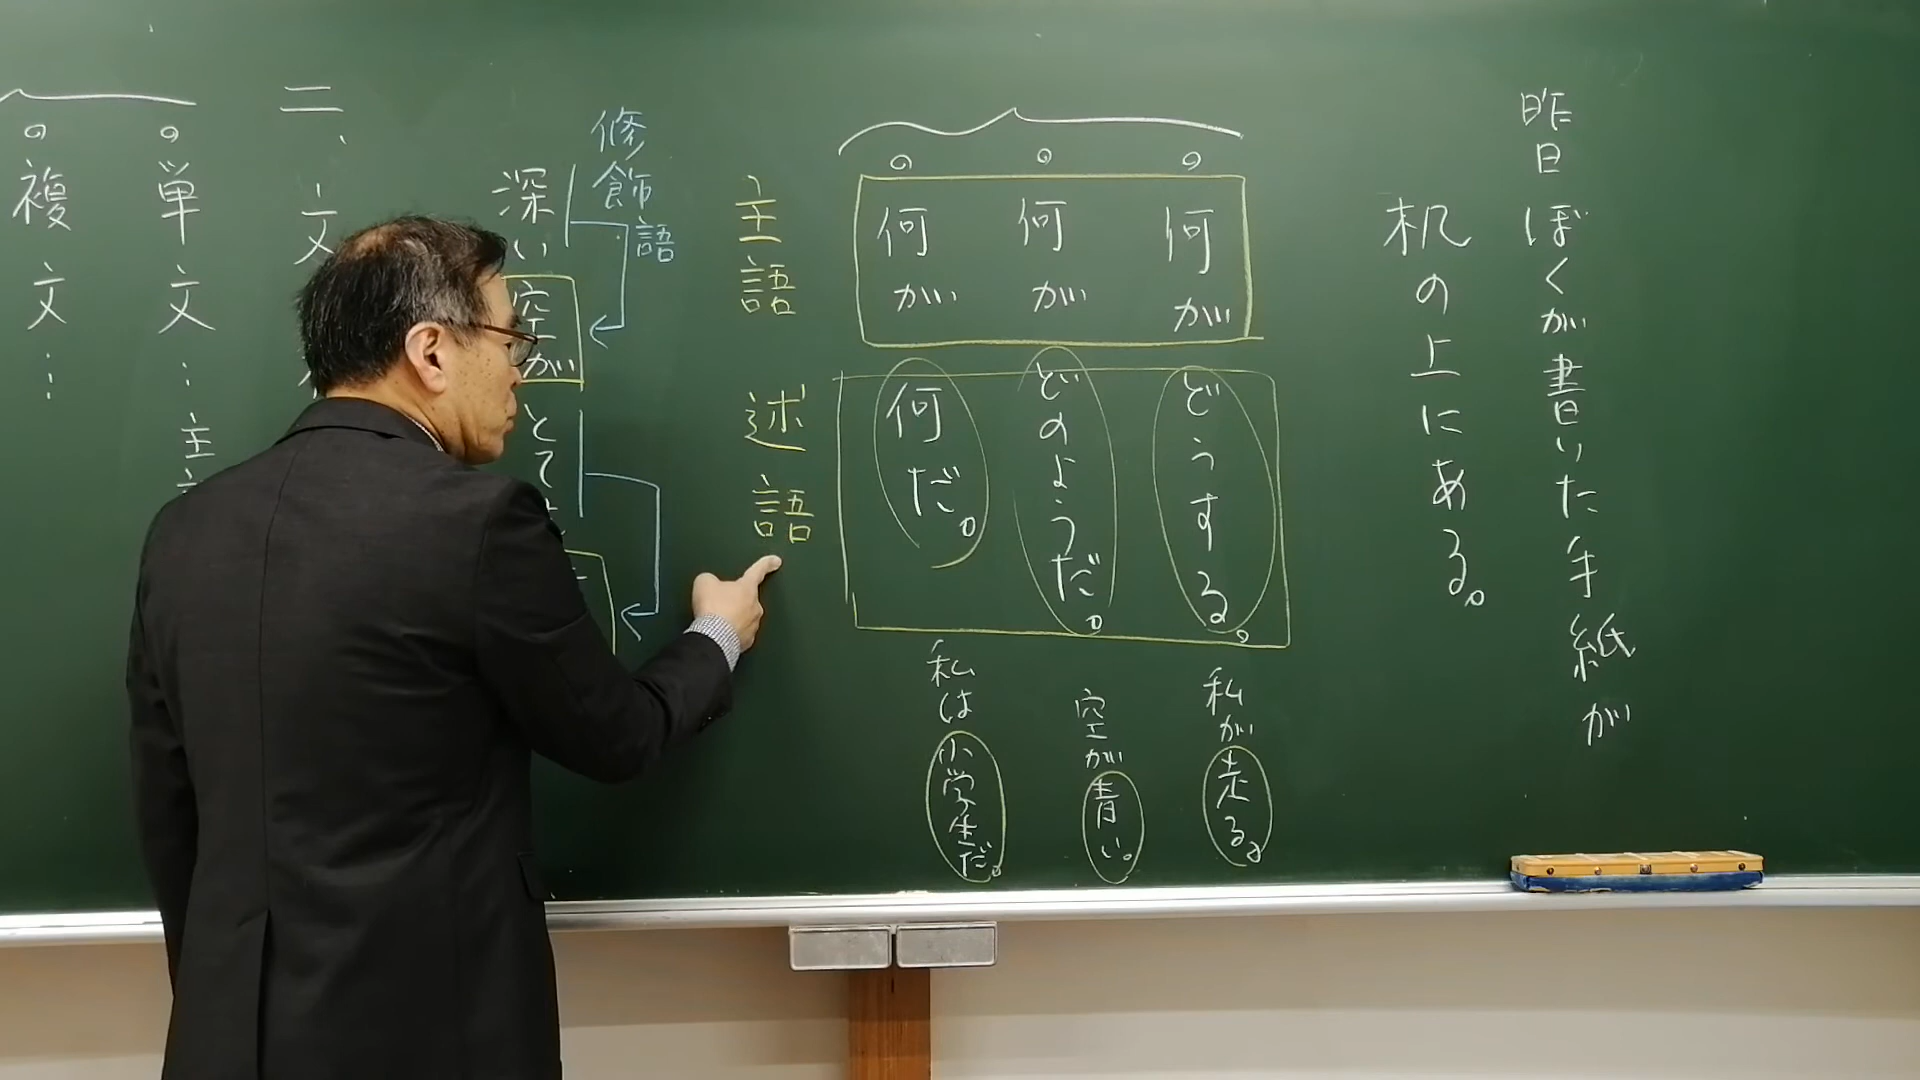 昨日ぼくが書いた手紙が
机の上にある。
。何が どうする。
私が走る。
。何が どのようだ。
空が青い。
。何が 何だ。
私は小学生だ。
主語 述語
修飾語
深い空がとて
二、文
。単文…主
。複文…